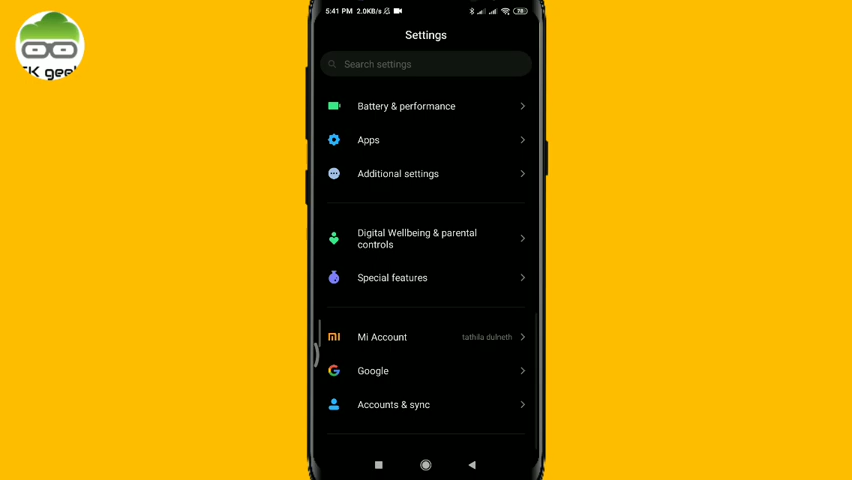 5:41 PM 2.0KB/s
78
Settings
Search settings
Battery & performance
Apps
Additional settings
Digital Wellbeing & parental
controls
Special features
Mi Account
tathila dulneth
Google
Accounts & sync